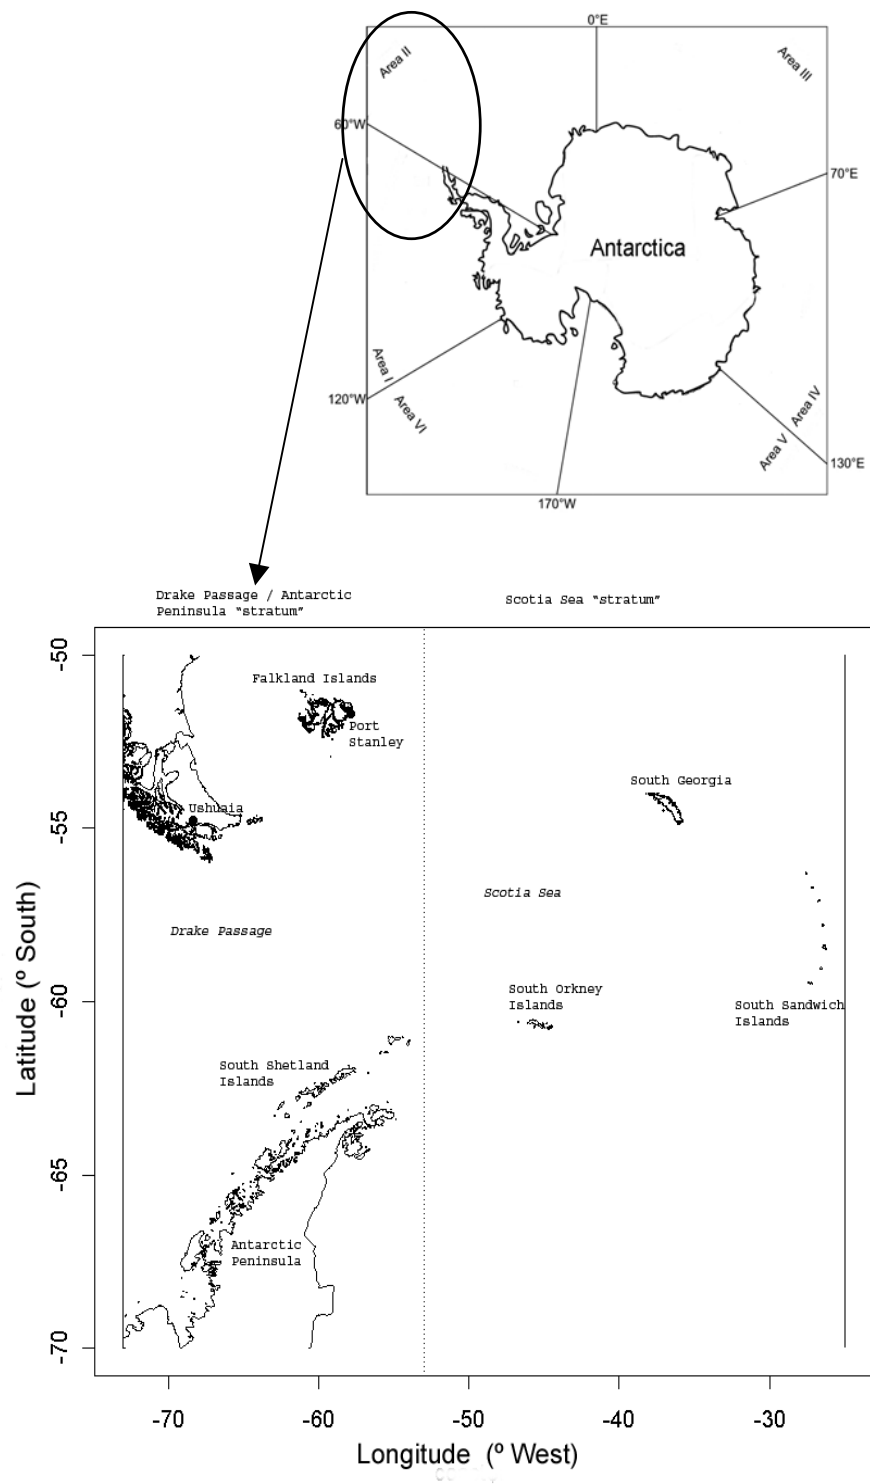 0°E
Area II
Area III
60°W
70°E
Antarctica
Area I
120°W
Area VI
Area IV
Area V
130°E
170°W
Drake Passage / Antarctic
Peninsula “stratum”
Scotia Sea “stratum”
-50
Falkland Islands
Port
Stanley
South Georgia
Ushuaia
-55
Scotia Sea
Drake Passage
South Orkney
Islands
-60
South Sandwich
Islands
South Shetland
Islands
-65
Antarctic
Peninsula
-70
Latitude (º South)
-70
-60
-50
-40
-30
Longitude (º West)